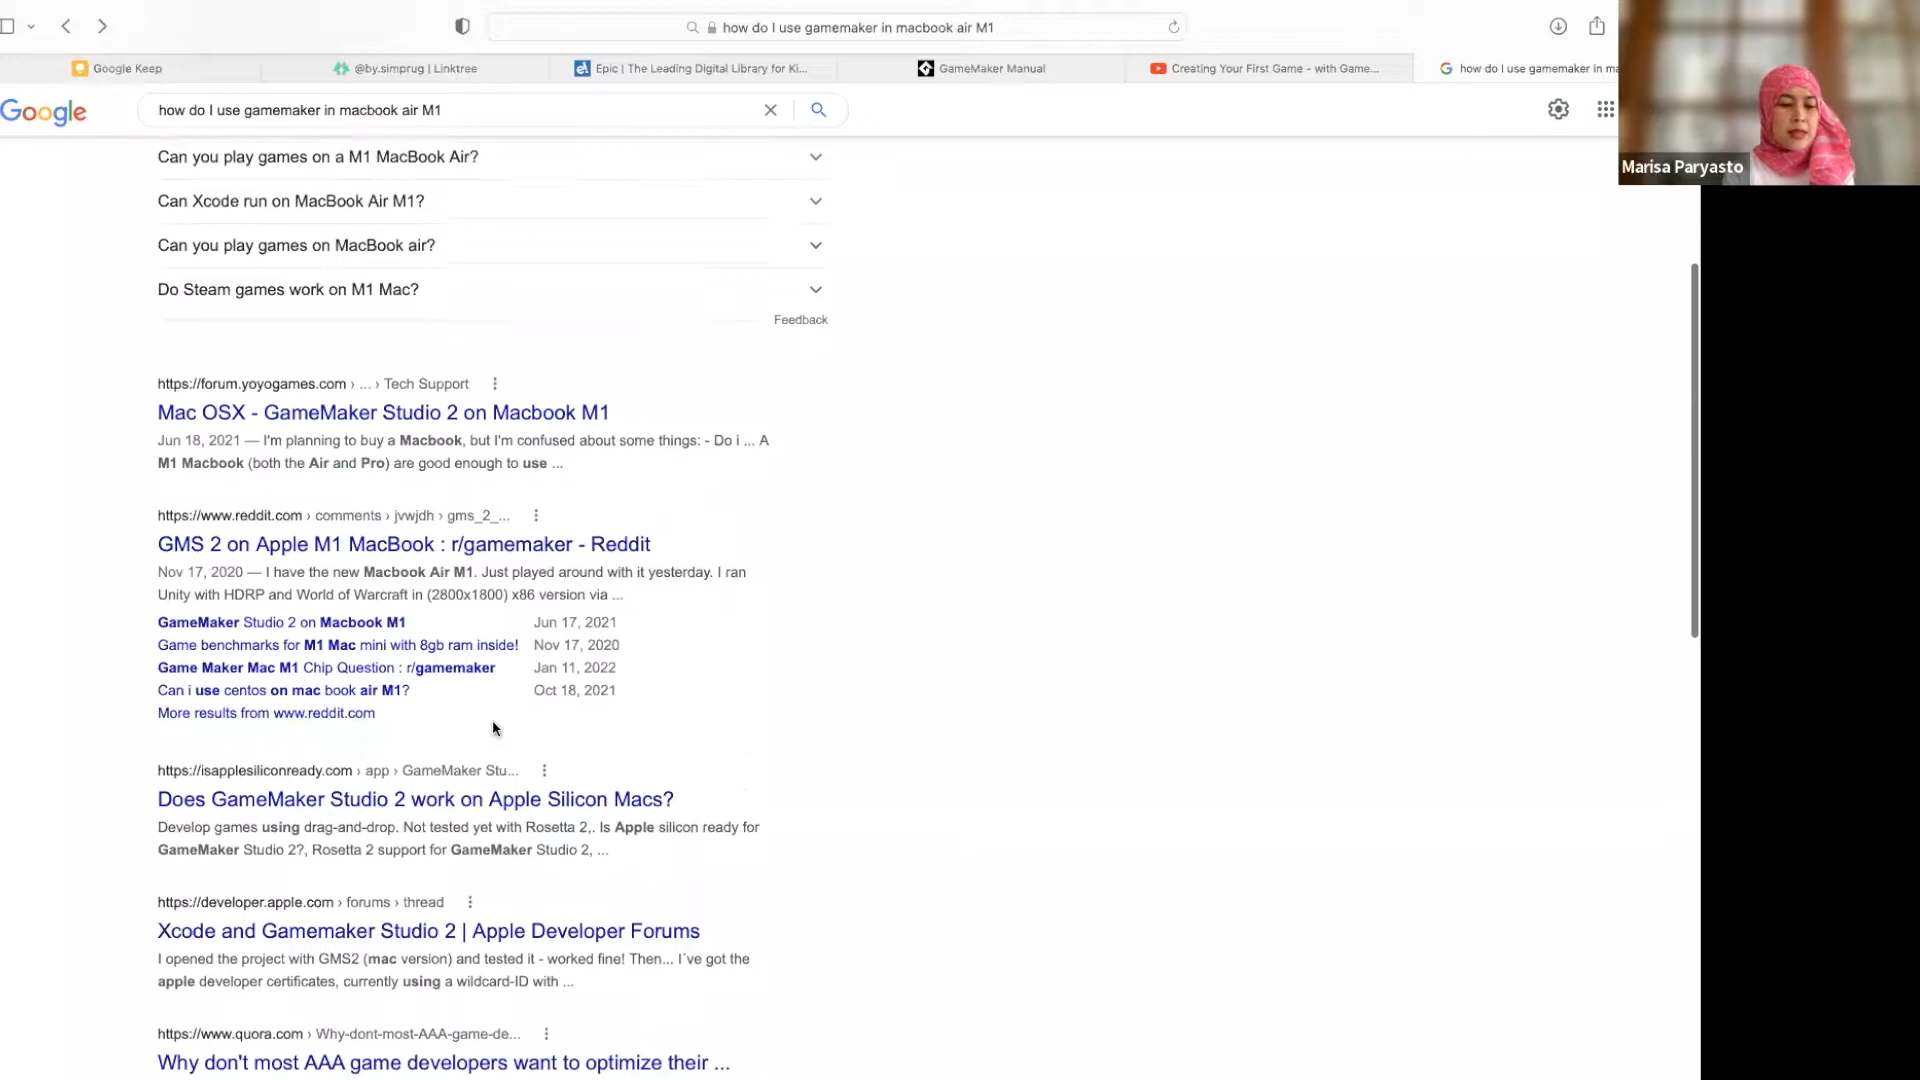 how do I use gamemaker in macbook air M1
Google Keep
@by.simprug | Linktree
Epic | The Leading Digital Library for Ki...
GameMaker Manual
Creating Your First Game - with Game...
how do I use gamemaker in ma
Google
how do I use gamemaker in macbook air M1
Marisa Paryasto
Can you play games on a M1 MacBook Air?
Can Xcode run on MacBook Air M1?
Can you play games on MacBook air?
Do Steam games work on M1 Mac?
Feedback
https://forum.yoyogames.com › ... › Tech Support
Mac OSX - GameMaker Studio 2 on Macbook M1
Jun 18, 2021 — I'm planning to buy a Macbook, but I'm confused about some things: - Do i ... A
M1 Macbook (both the Air and Pro) are good enough to use ...
https://www.reddit.com › comments › jvwjdh › gms_2_...
GMS 2 on Apple M1 MacBook : r/gamemaker - Reddit
Nov 17, 2020 — I have the new Macbook Air M1. Just played around with it yesterday. I ran
Unity with HDRP and World of Warcraft in (2800x1800) x86 version via ...
GameMaker Studio 2 on Macbook M1 Jun 17, 2021
Game benchmarks for M1 Mac mini with 8gb ram inside! Nov 17, 2020
Game Maker Mac M1 Chip Question : r/gamemaker Jan 11, 2022
Can i use centos on mac book air M1? Oct 18, 2021
More results from www.reddit.com
https://isapplesiliconready.com › app › GameMaker Stu...
Does GameMaker Studio 2 work on Apple Silicon Macs?
Develop games using drag-and-drop. Not tested yet with Rosetta 2,. Is Apple silicon ready for
GameMaker Studio 2?, Rosetta 2 support for GameMaker Studio 2, ...
https://developer.apple.com › forums › thread
Xcode and Gamemaker Studio 2 | Apple Developer Forums
I opened the project with GMS2 (mac version) and tested it - worked fine! Then... I´ve got the
apple developer certificates, currently using a wildcard-ID with ...
https://www.quora.com › Why-dont-most-AAA-game-de...
Why don't most AAA game developers want to optimize their ...